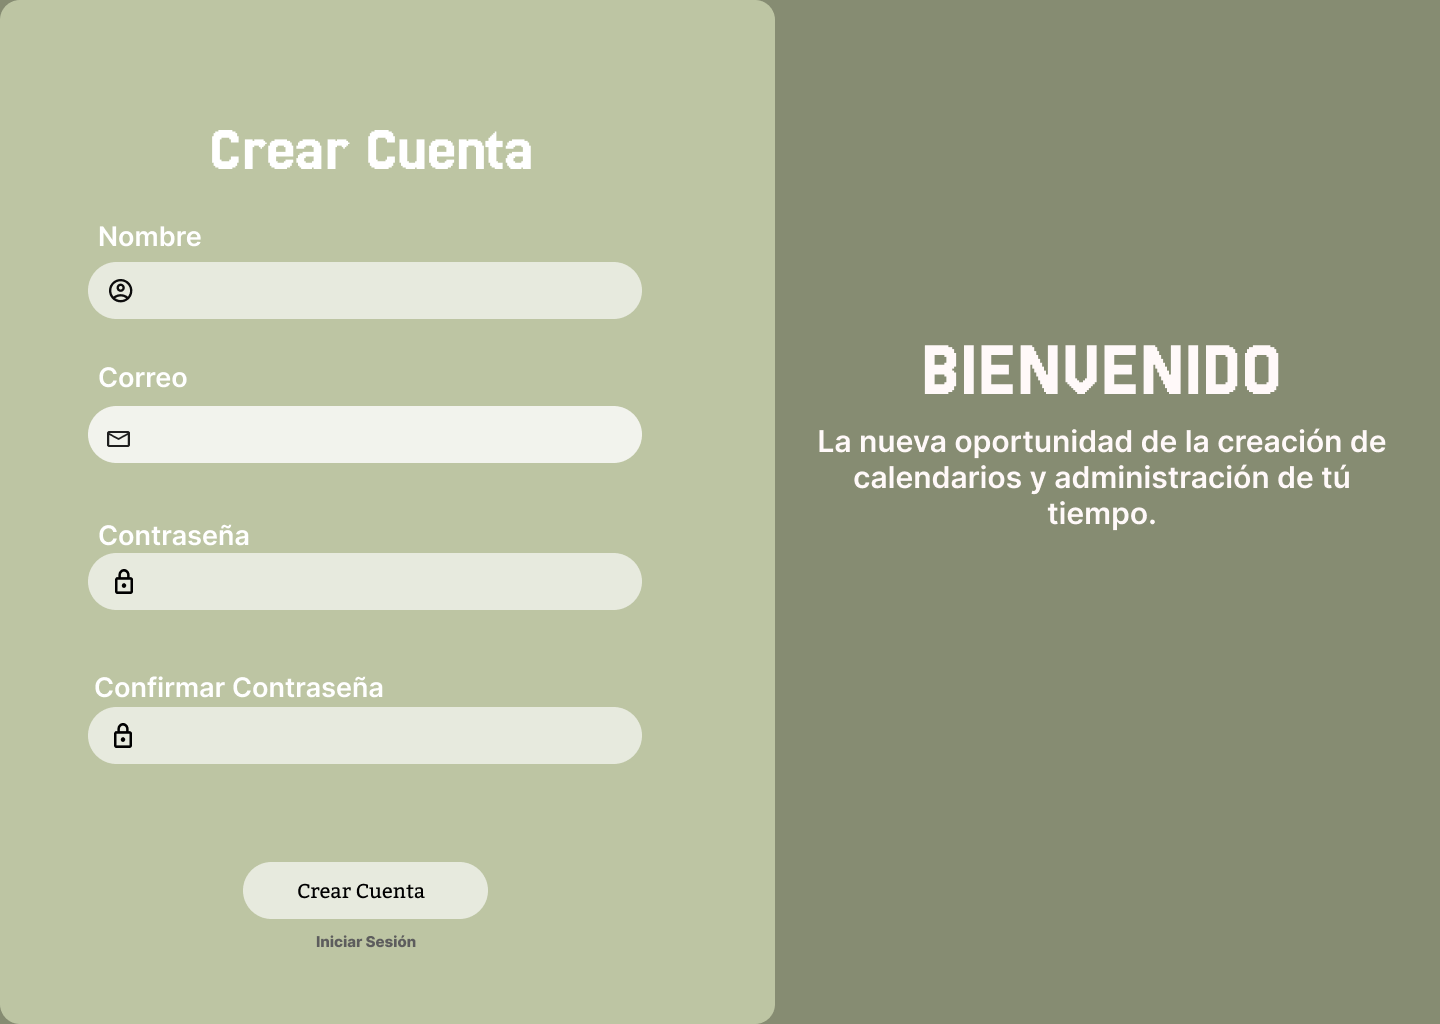 Crear Cuenta
Nombre
Correo
Contraseña
Confirmar Contraseña
Crear Cuenta
Iniciar Sesión
BIENVENIDO
La nueva oportunidad de la creación de
calendarios y administración de tú
tiempo.